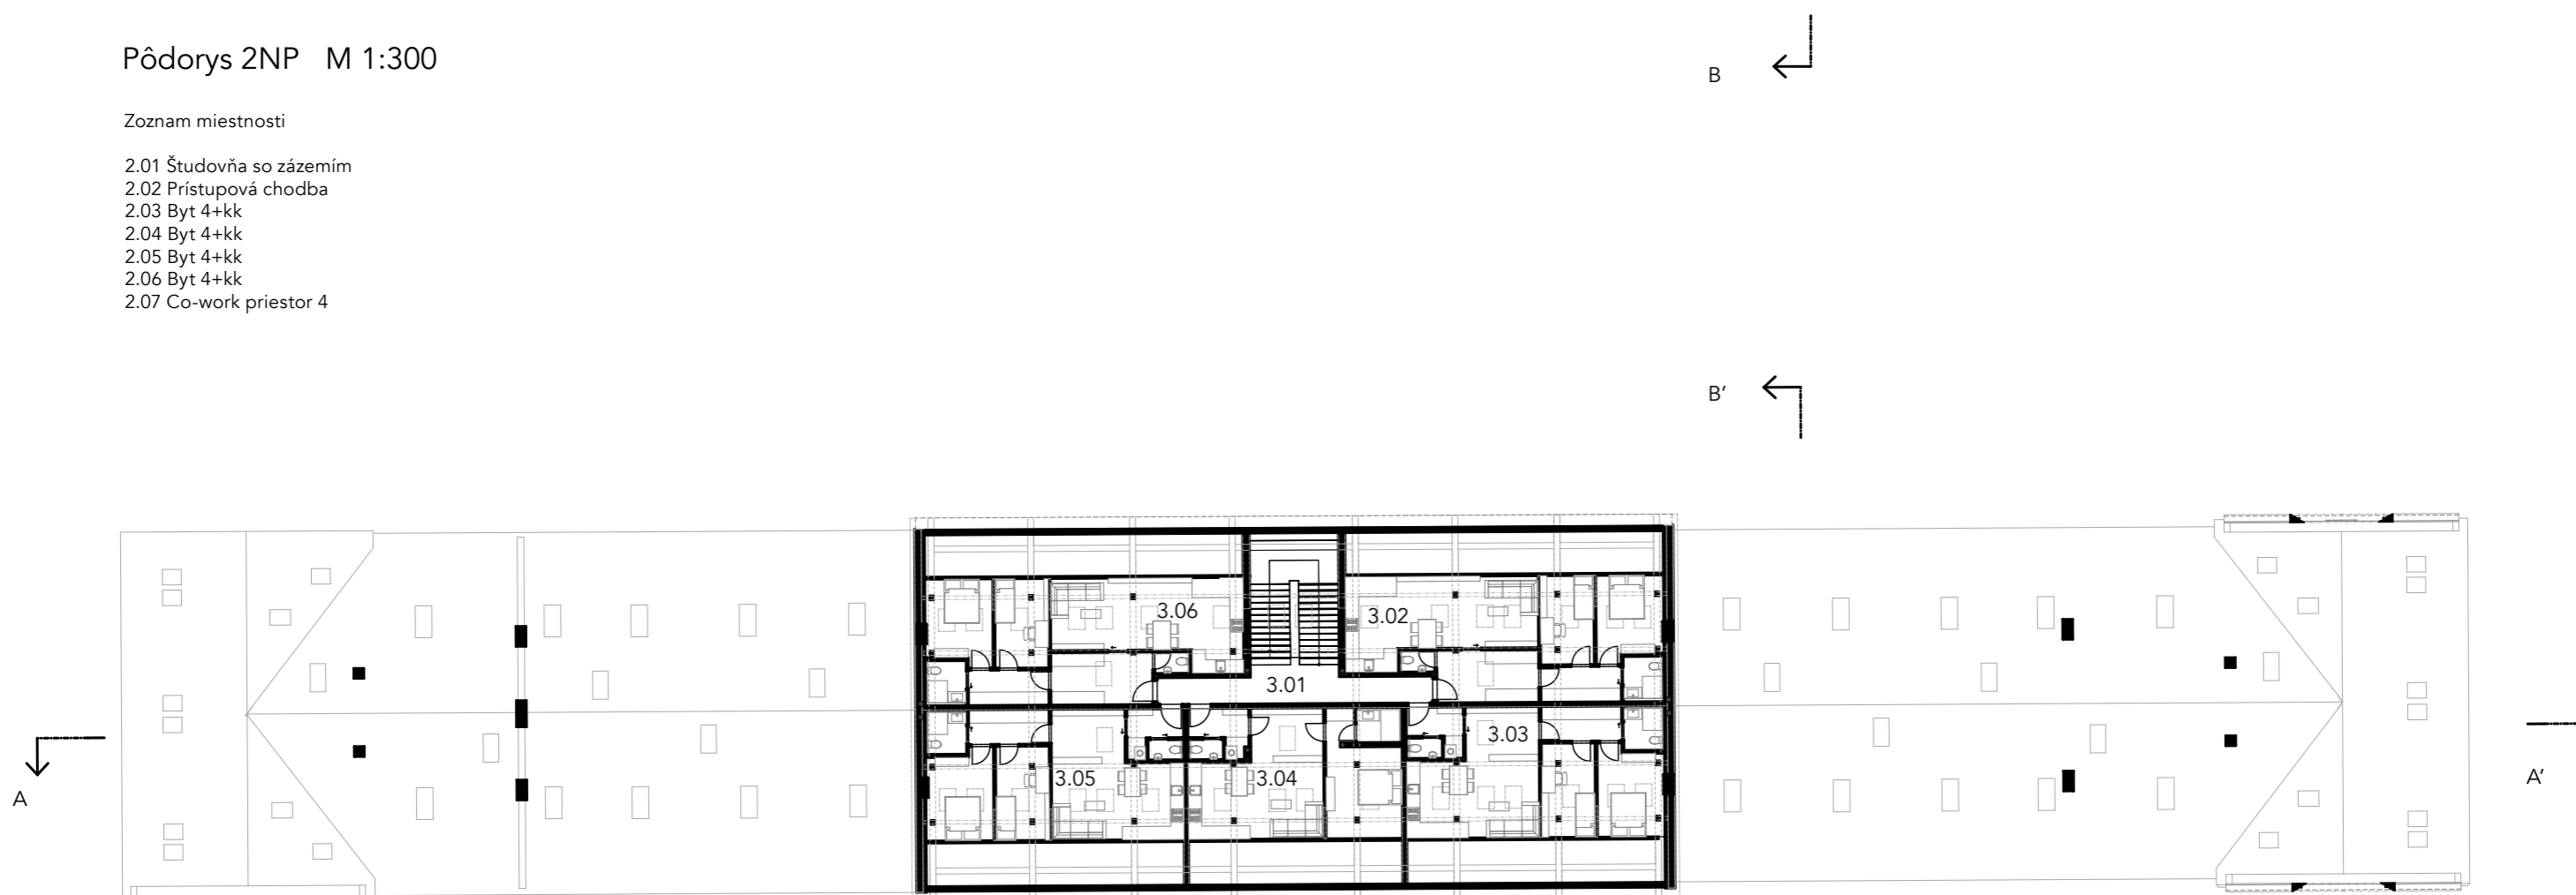 Pôdorys 2NP M 1:300
Zoznam miestnosti
2.01 Študovňa so zázemím
2.02 Prístupová chodba
2.03 Byt 4+kk
2.04 Byt 4+kk
2.05 Byt 4+kk
2.06 Byt 4+kk
2.07 Co-work priestor 4
B
B’
3.06
3.02
3.01
3.03
3.05
3.04
A
A’